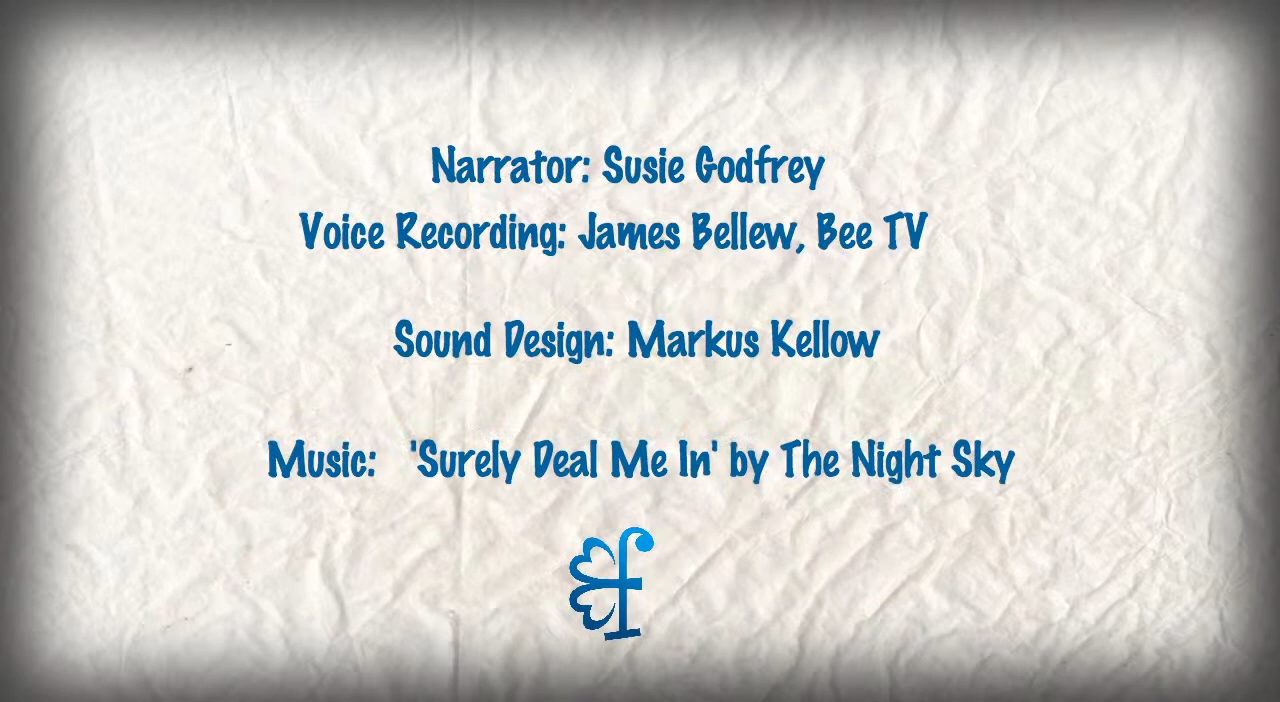 Narrator: Susie Godfrey
Voice Recording: James Bellew, Bee TV
Sound Design: Markus Kellow
Music: 'Surely Deal Me In' by The Night Sky